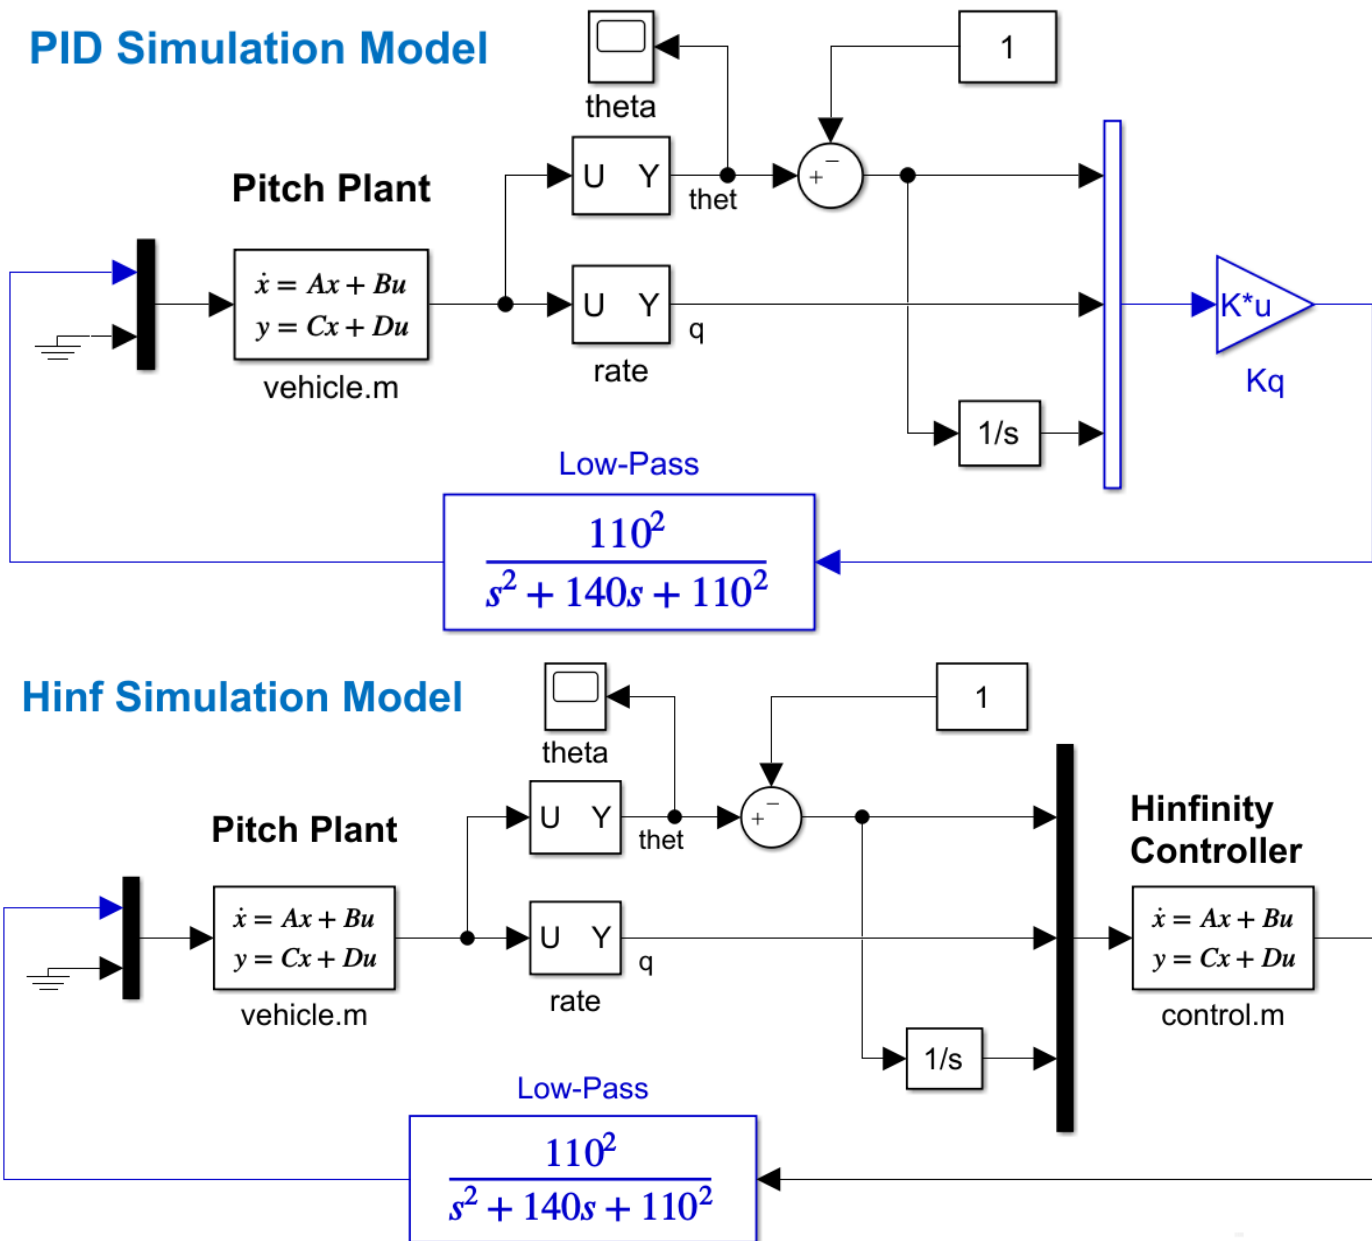 PID Simulation Model
1
theta
Pitch Plant
U Y
thet
+ −
ẋ = Ax + Bu
y = Cx + Du
vehicle.m
U Y
q
rate
K*u
Kq
1/s
Low-Pass
110²
s² + 140s + 110²
Hinf Simulation Model
1
theta
Pitch Plant
U Y
thet
+ −
Hinfinity
Controller
ẋ = Ax + Bu
y = Cx + Du
vehicle.m
U Y
q
rate
ẋ = Ax + Bu
y = Cx + Du
control.m
1/s
Low-Pass
110²
s² + 140s + 110²